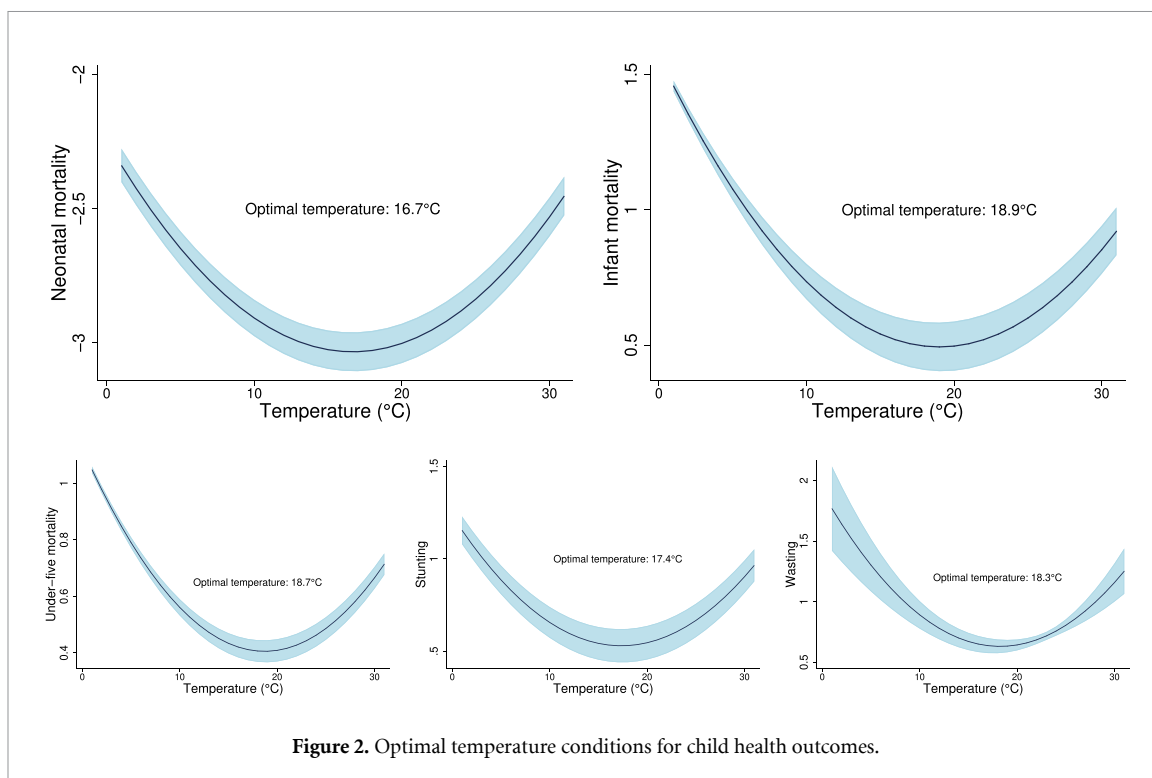 Neonatal mortality
−2
−2.5
−3
Optimal temperature: 16.7°C
0 10 20 30
Temperature (°C)
Infant mortality
1.5
1
0.5
Optimal temperature: 18.9°C
0 10 20 30
Temperature (°C)
Under−five mortality
1
0.8
0.6
0.4
Optimal temperature: 18.7°C
0 10 20 30
Temperature (°C)
Stunting
1.5
1
.5
Optimal temperature: 17.4°C
0 10 20 30
Temperature (°C)
Wasting
2
1.5
1
0.5
Optimal temperature: 18.3°C
0 10 20 30
Temperature (°C)
Figure 2. Optimal temperature conditions for child health outcomes.